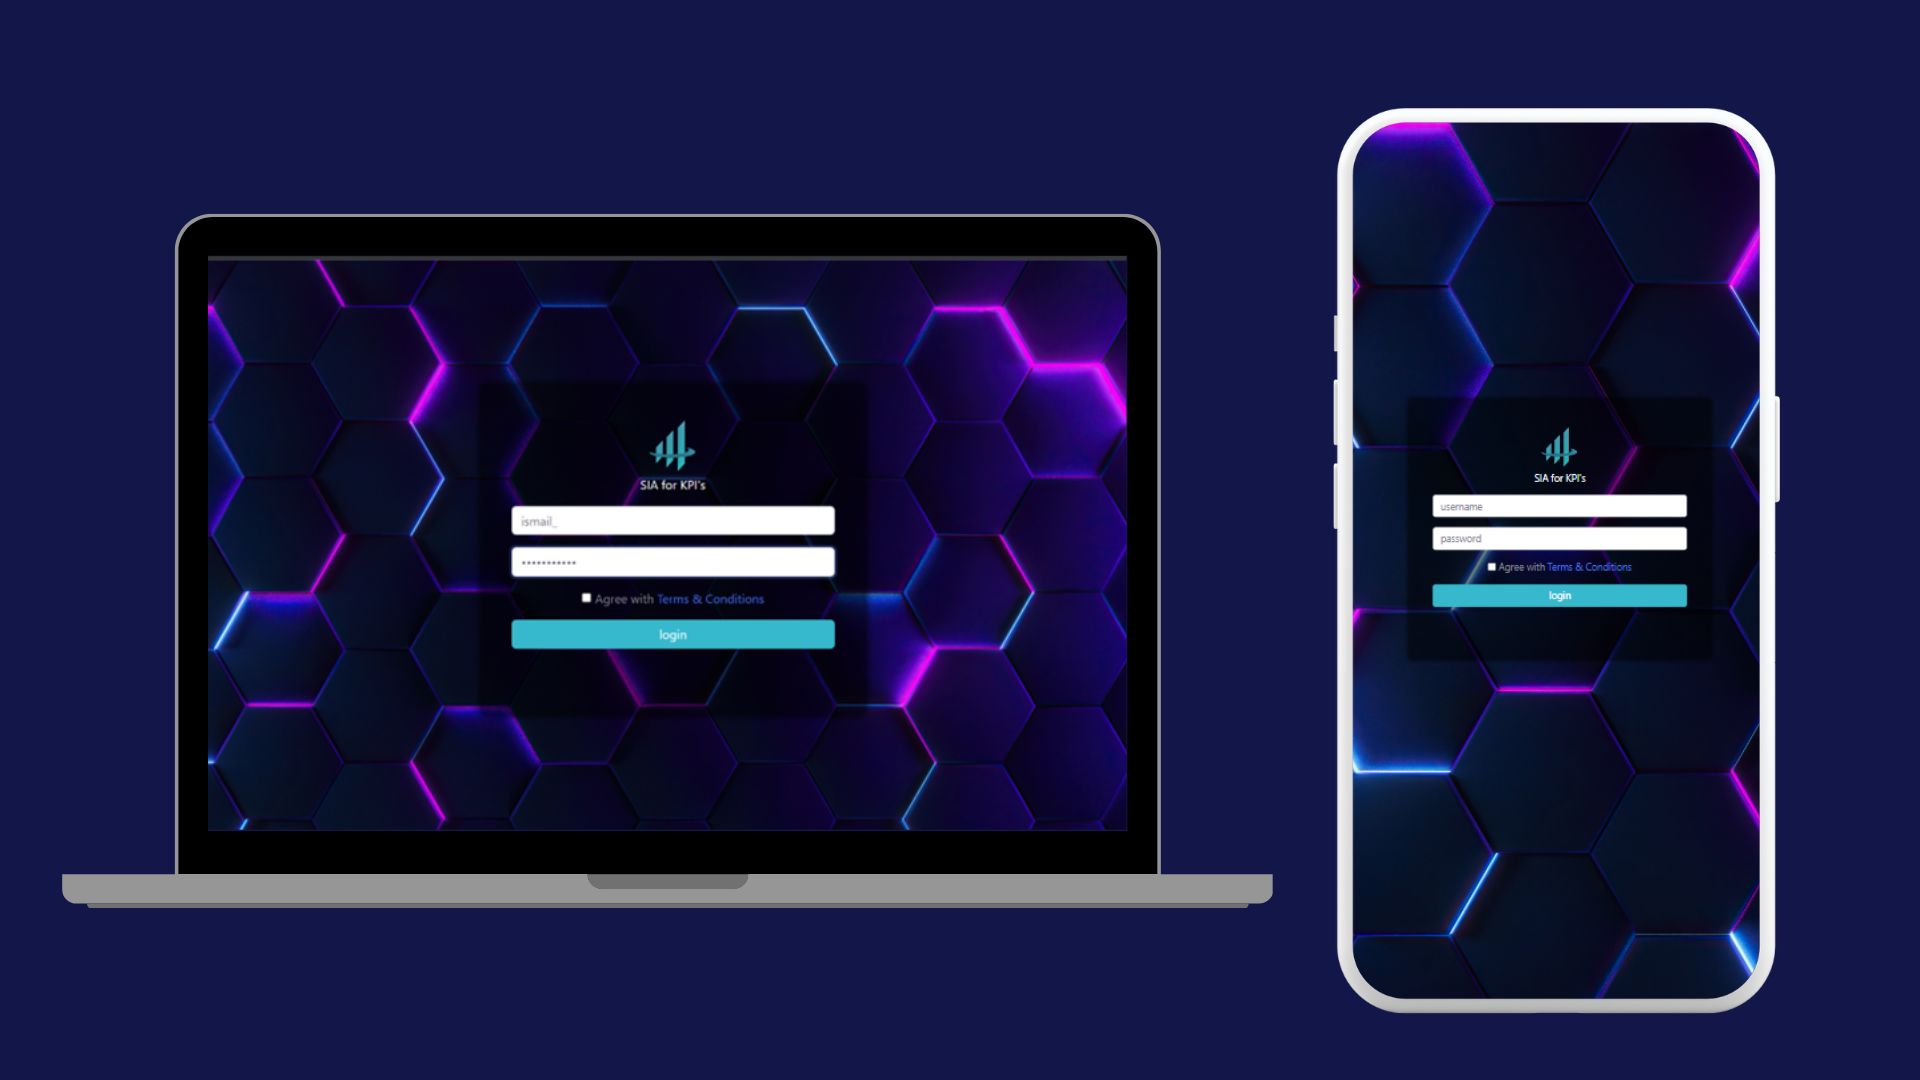 SIA for KPI's
ismail_
***********
Agree with Terms & Conditions
login
SIA for KPI's
username
password
Agree with Terms & Conditions
login